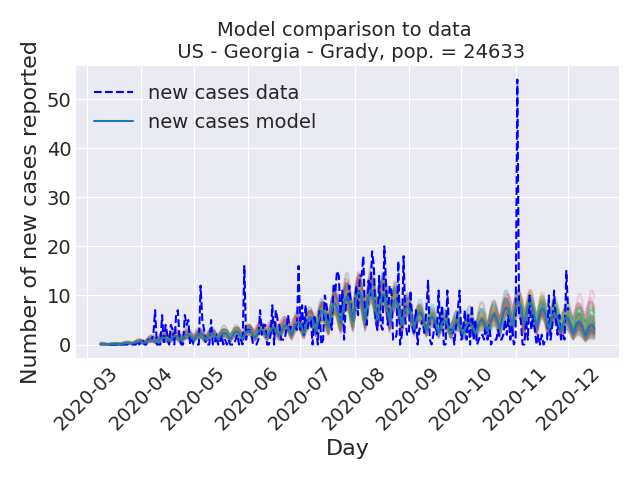 Model comparison to data
US - Georgia - Grady, pop. = 24633
Number of new cases reported
50
40
30
20
10
0
new cases data
new cases model
2020-03
2020-04
2020-05
2020-06
2020-07
2020-08
2020-09
2020-10
2020-11
2020-12
Day